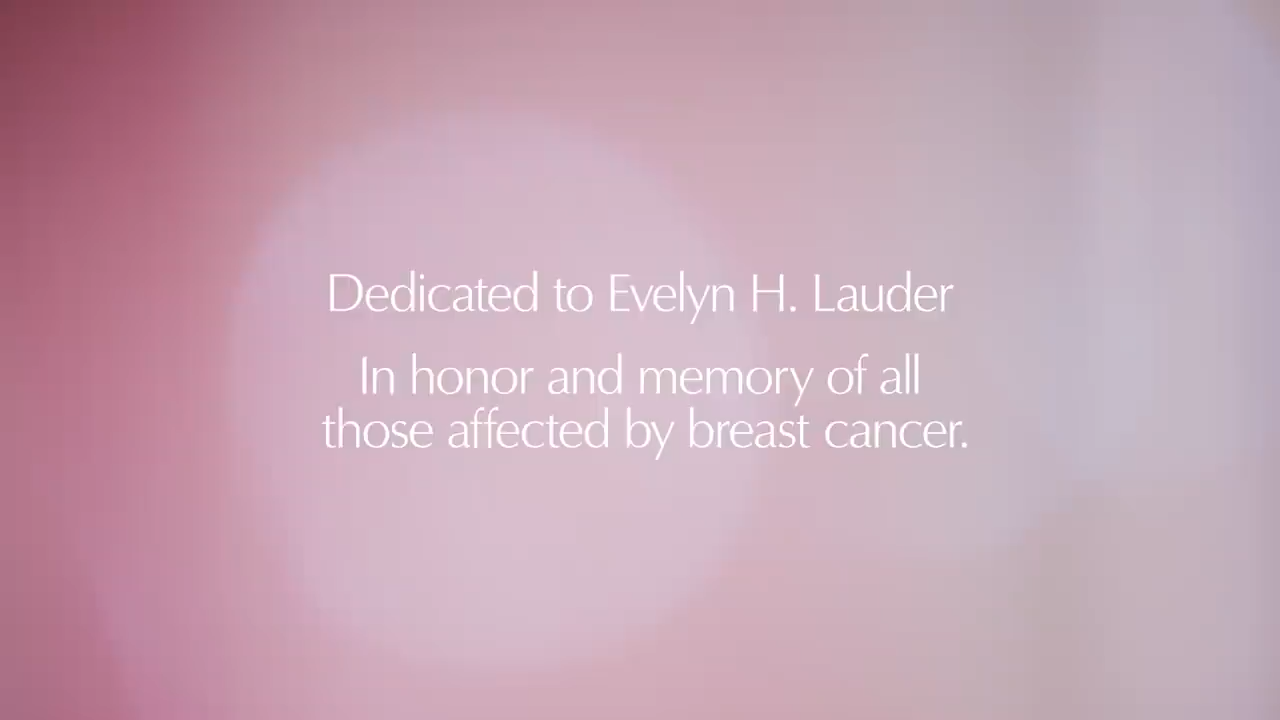 Dedicated to Evelyn H. Lauder
In honor and memory of all
those affected by breast cancer.